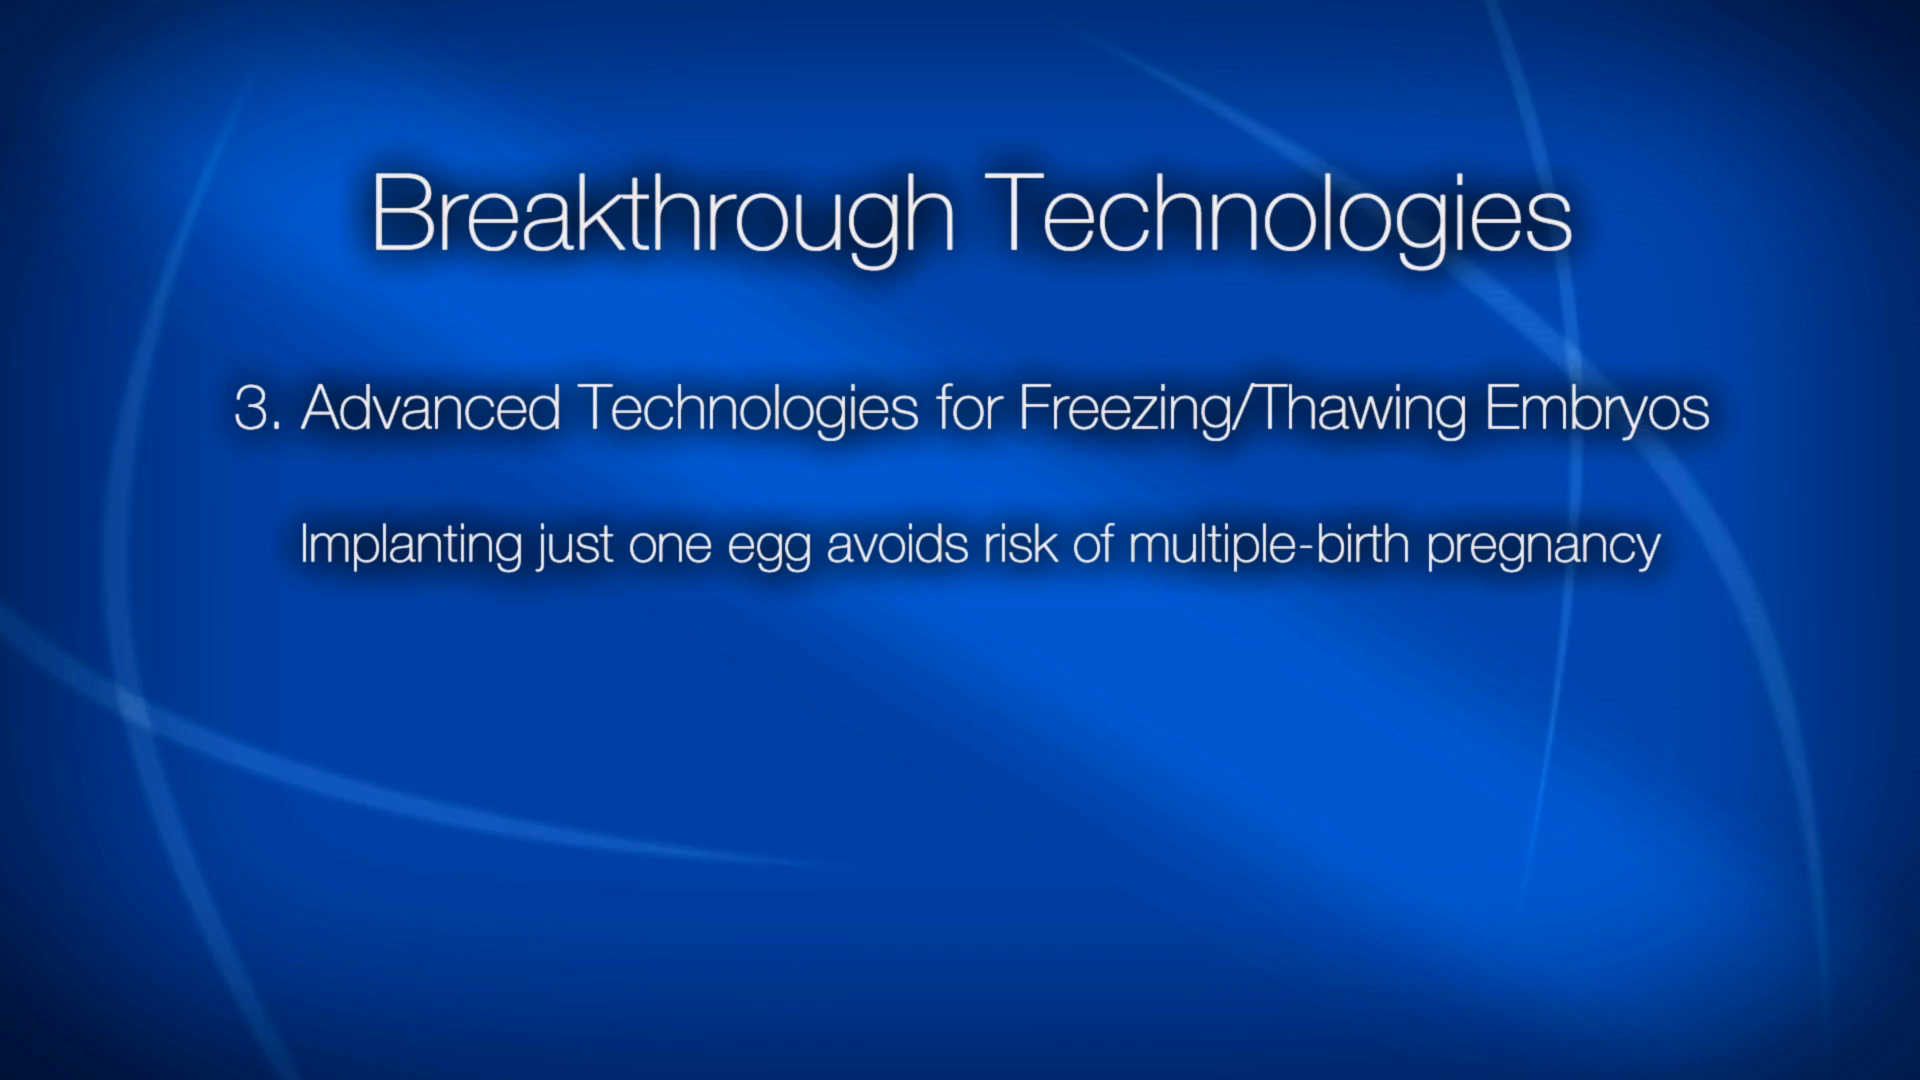 Breakthrough Technologies
3. Advanced Technologies for Freezing/Thawing Embryos
Implanting just one egg avoids risk of multiple-birth pregnancy